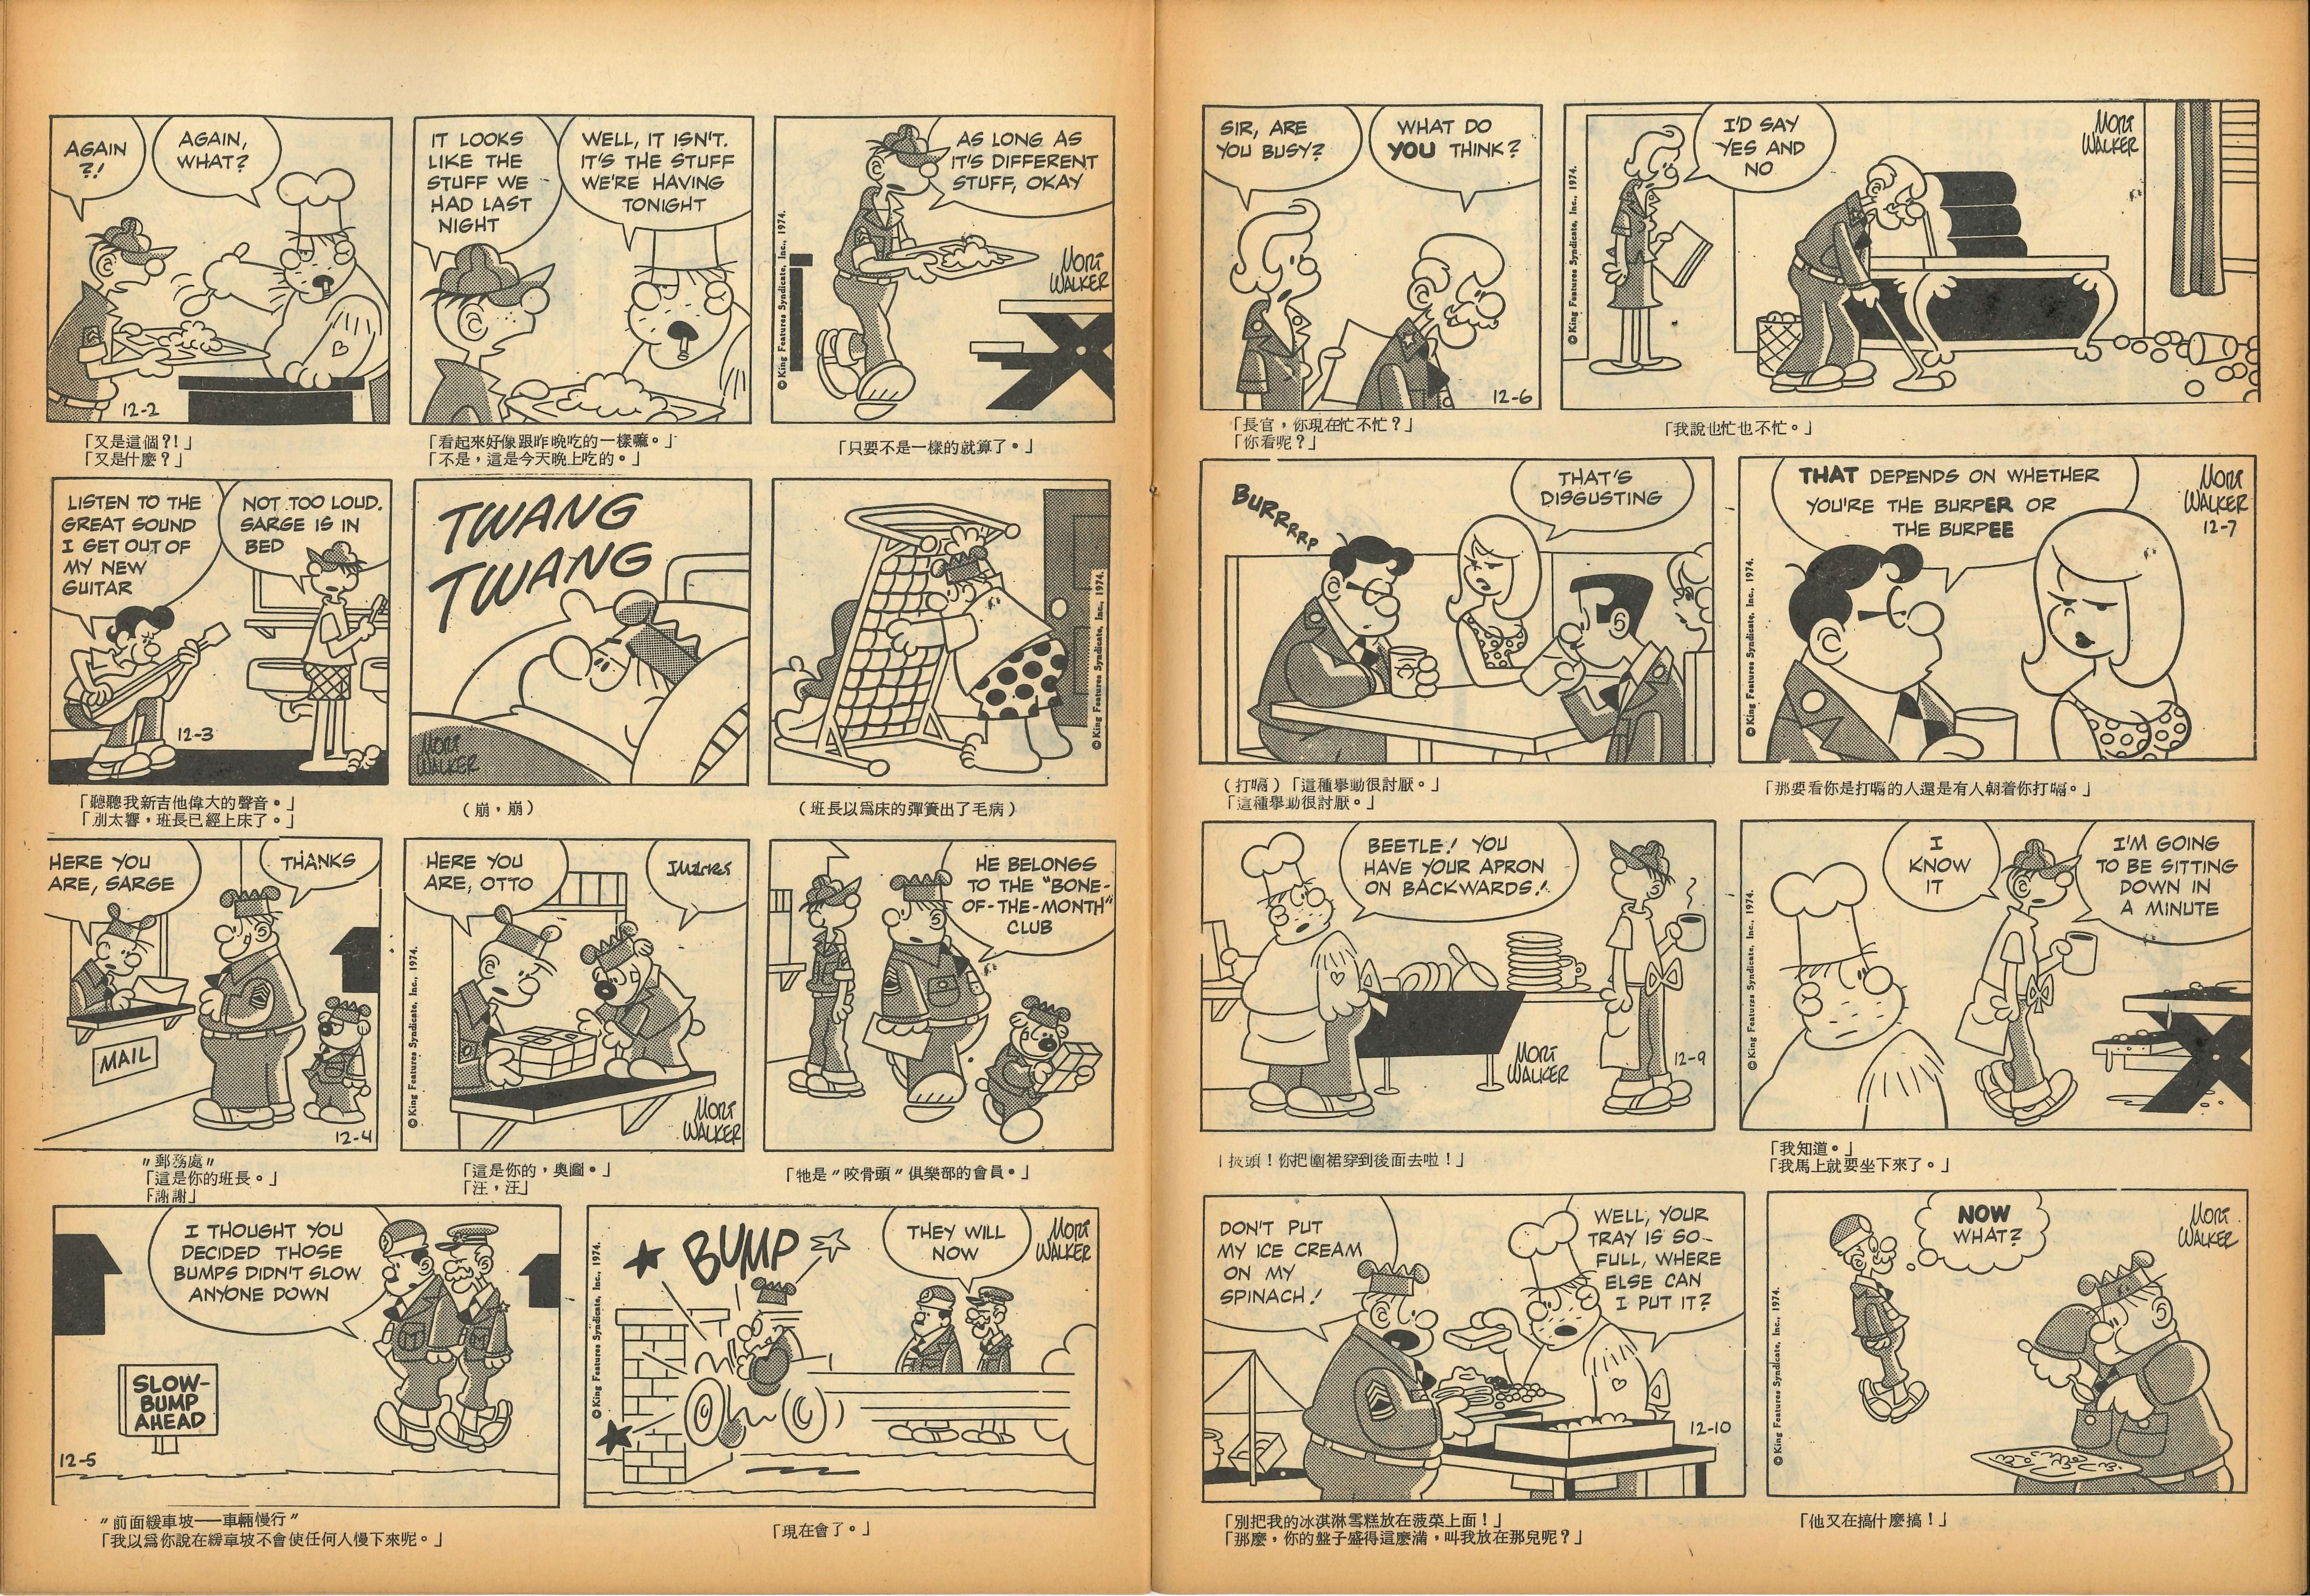 AGAIN
?!
AGAIN,
WHAT?
12-2
IT LOOKS
LIKE THE
STUFF WE
HAD LAST
NIGHT
WELL, IT ISN'T.
IT'S THE STUFF
WE'RE HAVING
TONIGHT
AS LONG AS
IT'S DIFFERENT
STUFF, OKAY
© King Features Syndicate, Inc., 1974.
MORT
WALKER
「又是這個?!」
「又是什麽?」
「看起來好像跟昨晚吃的一樣嘛。」
「不是，這是今天晚上吃的。」
「只要不是一樣的就算了。」
LISTEN TO THE
GREAT SOUND
I GET OUT OF
MY NEW
GUITAR
NOT TOO LOUD.
SARGE IS IN
BED
12-3
TWANG
TWANG
MORT
WALKER
© King Features Syndicate, Inc., 1974.
「聽聽我新吉他偉大的聲音。」
「別太響，班長已經上床了。」
（崩，崩）
（班長以爲床的彈簧出了毛病）
HERE YOU
ARE, SARGE
THANKS
MAIL
12-4
HERE YOU
ARE, OTTO
© King Features Syndicate, Inc., 1974.
MORT
WALKER
HE BELONGS
TO THE "BONE-
OF-THE-MONTH"
CLUB
"郵務處"
「這是你的班長。」
「謝謝」
「這是你的，奧圖。」
「汪，汪」
「牠是"咬骨頭"俱樂部的會員。」
I THOUGHT YOU
DECIDED THOSE
BUMPS DIDN'T SLOW
ANYONE DOWN
SLOW-
BUMP
AHEAD
12-5
BUMP
THEY WILL
NOW
MORT
WALKER
© King Features Syndicate, Inc., 1974.
"前面緩車坡——車輛慢行"
「我以爲你說在緩車坡不會使任何人慢下來呢。」
「現在會了。」
SIR, ARE
YOU BUSY?
WHAT DO
YOU THINK?
12-6
I'D SAY
YES AND
NO
MORT
WALKER
© King Features Syndicate, Inc., 1974.
「長官，你現在忙不忙?」
「你看呢?」
「我說也忙也不忙。」
BURRRRP
THAT'S
DISGUSTING
THAT DEPENDS ON WHETHER
YOU'RE THE BURPER OR
THE BURPEE
MORT
WALKER
12-7
© King Features Syndicate, Inc., 1974.
（打嗝）「這種擧動很討厭。」
「這種擧動很討厭。」
「那要看你是打嗝的人還是有人朝着你打嗝。」
BEETLE! YOU
HAVE YOUR APRON
ON BACKWARDS!
MORT
WALKER
12-9
I
KNOW
IT
I'M GOING
TO BE SITTING
DOWN IN
A MINUTE
© King Features Syndicate, Inc., 1974.
披頭！你把圍裙穿到後面去啦！」
「我知道。」
「我馬上就要坐下來了。」
DON'T PUT
MY ICE CREAM
ON MY
SPINACH!
WELL, YOUR
TRAY IS SO
FULL, WHERE
ELSE CAN
I PUT IT?
12-10
NOW
WHAT?
MORT
WALKER
© King Features Syndicate, Inc., 1974.
「別把我的冰淇淋雪糕放在菠菜上面！」
「那麽，你的盤子盛得這麽滿，叫我放在那兒呢?」
「他又在搞什麽搞！」